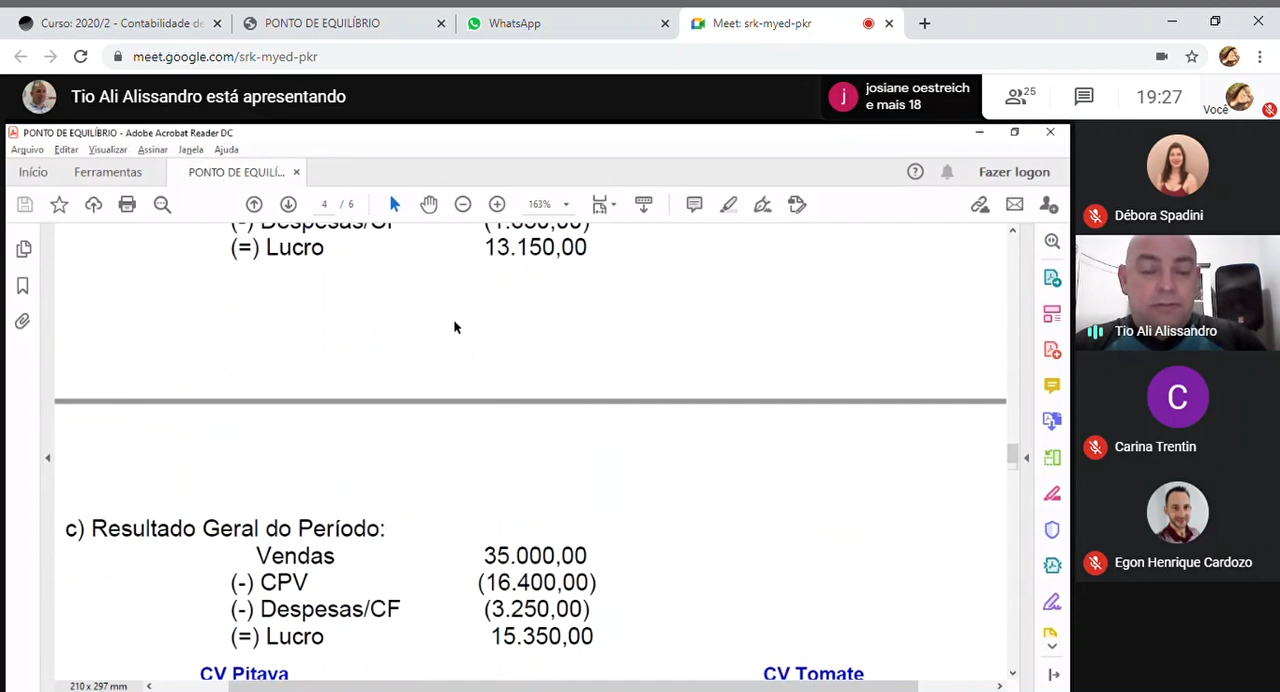 Curso: 2020/2 - Contabilidade de
PONTO DE EQUILÍBRIO
WhatsApp
Meet: srk-myed-pkr
meet.google.com/srk-myed-pkr
Tio Ali Alissandro está apresentando
j
josiane oestreich
e mais 18
25
19:27
Você
PONTO DE EQUILÍBRIO - Adobe Acrobat Reader DC
Arquivo Editar Visualizar Assinar Janela Ajuda
Início Ferramentas PONTO DE EQUILÍ... Fazer logon
4 / 6 163%
(-) Despesas/CF
(=) Lucro 13.150,00
c) Resultado Geral do Período:
Vendas 35.000,00
(-) CPV (16.400,00)
(-) Despesas/CF (3.250,00)
(=) Lucro 15.350,00
CV Pitaya CV Tomate
210 x 297 mm
Débora Spadini
Tio Ali Alissandro
C
Carina Trentin
Egon Henrique Cardozo